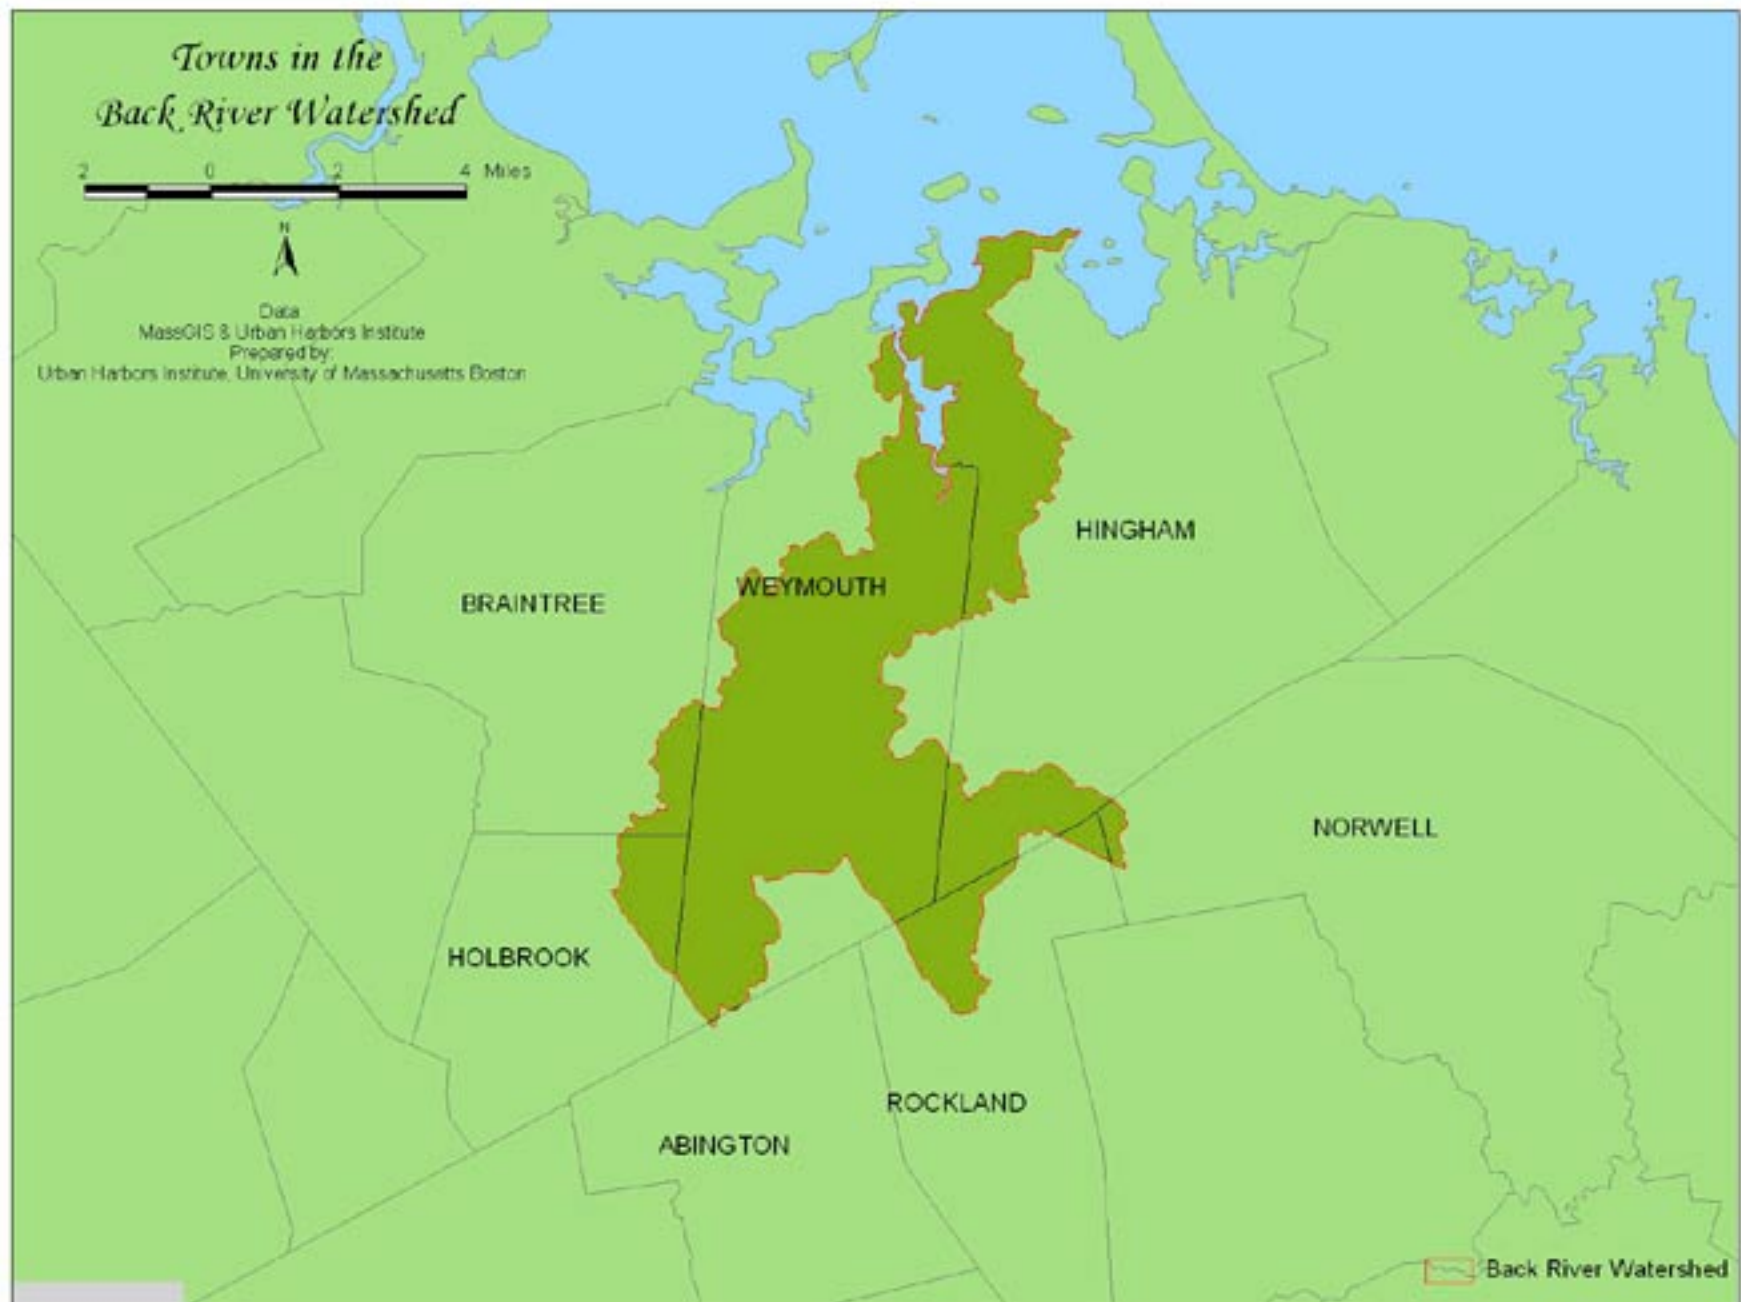 Towns in the
Back River Watershed
2 0 2 4 Miles
N
Data
MassGIS & Urban Harbors Institute
Prepared by:
Urban Harbors Institute, University of Massachusetts Boston
HINGHAM
WEYMOUTH
BRAINTREE
NORWELL
HOLBROOK
ROCKLAND
ABINGTON
Back River Watershed